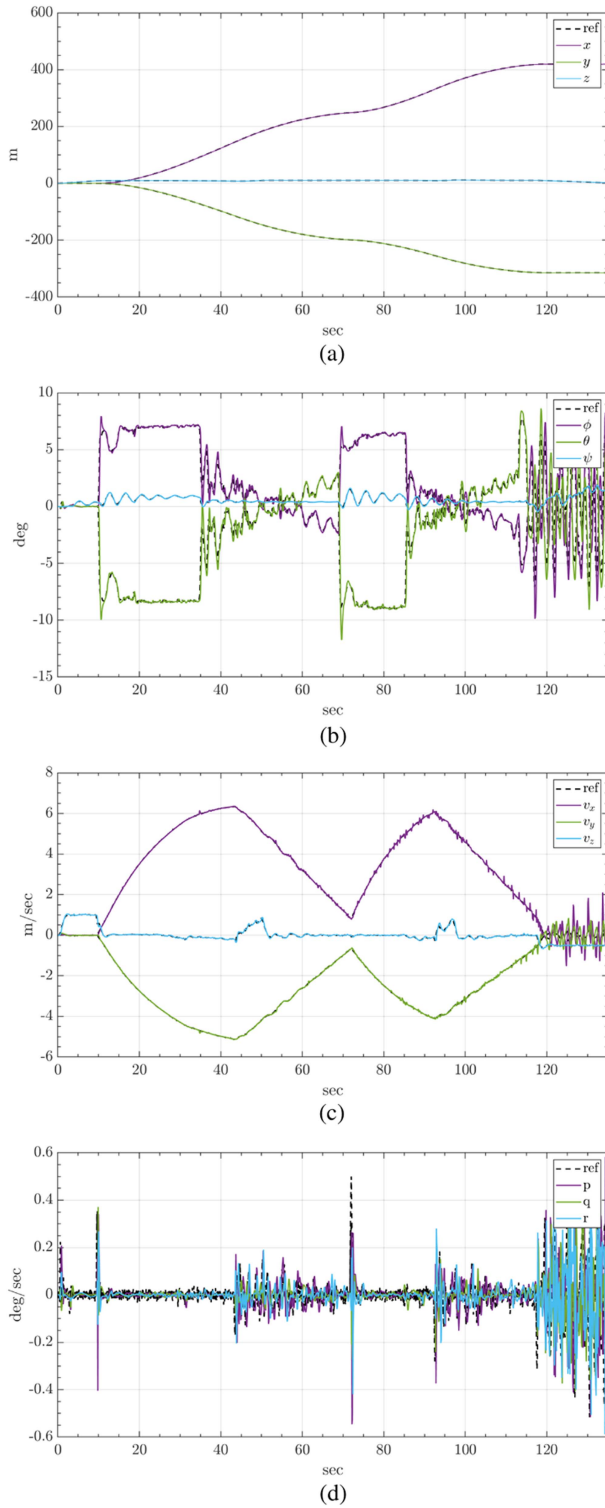 600
400
200
0
-200
-400
m
ref
x
y
z
0 20 40 60 80 100 120
sec
(a)
10
5
0
-5
-10
-15
deg
ref
ϕ
θ
ψ
0 20 40 60 80 100 120
sec
(b)
8
6
4
2
0
-2
-4
-6
m/sec
ref
vₓ
v_y
v_z
0 20 40 60 80 100 120
sec
(c)
0.6
0.4
0.2
0
-0.2
-0.4
-0.6
deg/sec
ref
p
q
r
0 20 40 60 80 100 120
sec
(d)